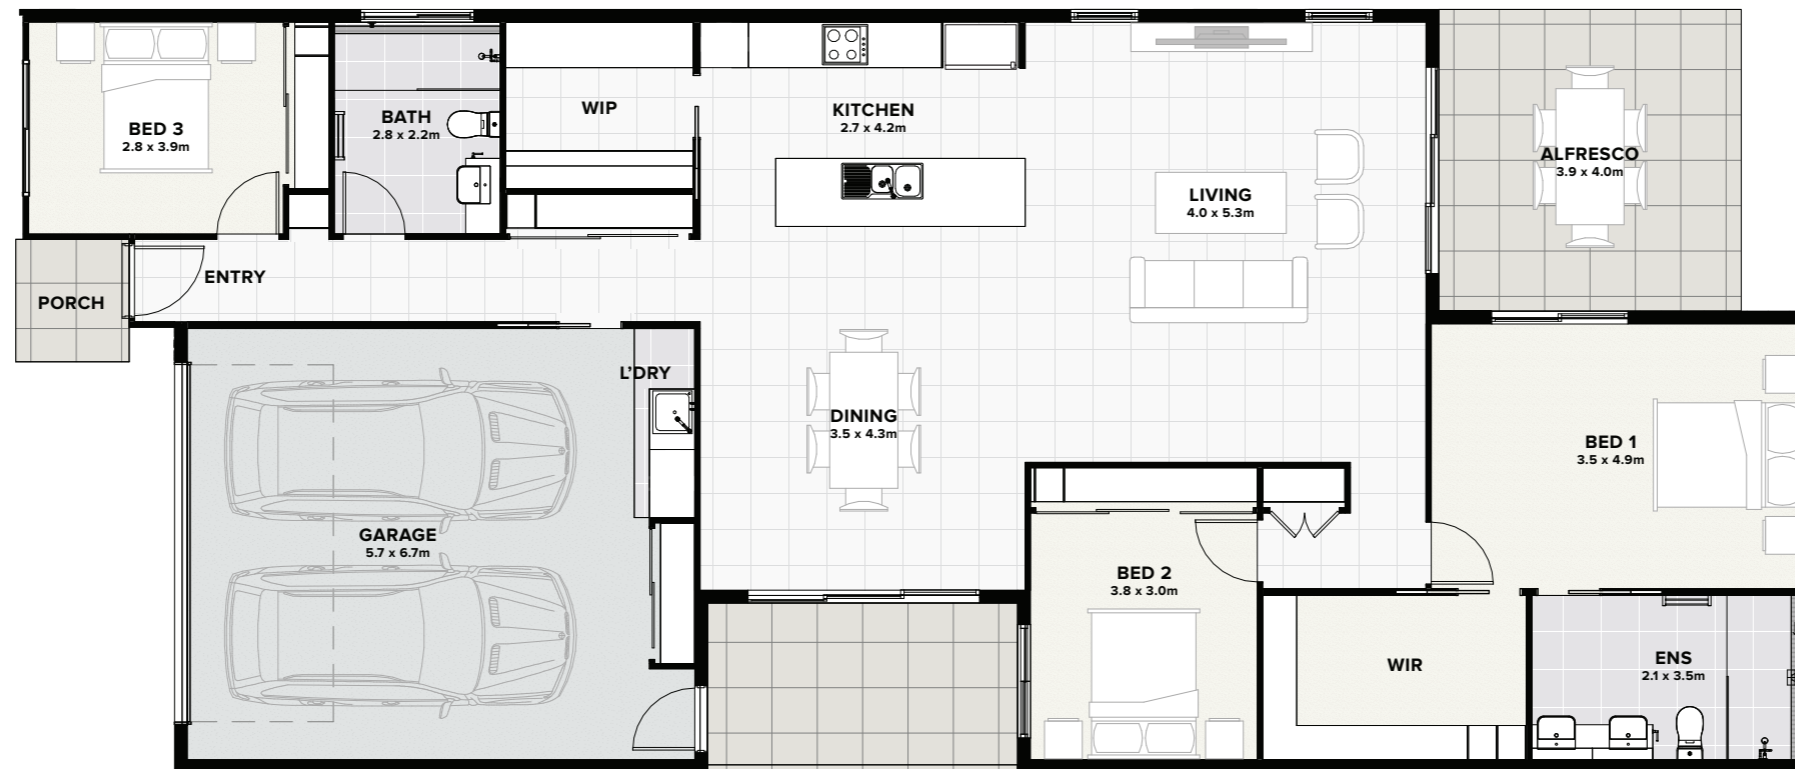 BED 3
2.8 x 3.9m
BATH
2.8 x 2.2m
WIP
KITCHEN
2.7 x 4.2m
LIVING
4.0 x 5.3m
ALFRESCO
3.9 x 4.0m
ENTRY
PORCH
L'DRY
DINING
3.5 x 4.3m
BED 1
3.5 x 4.9m
GARAGE
5.7 x 6.7m
BED 2
3.8 x 3.0m
WIR
ENS
2.1 x 3.5m